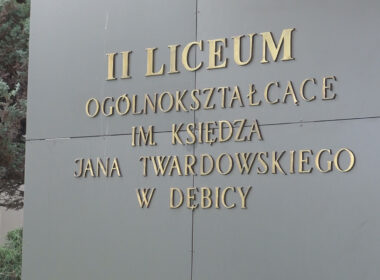 II LICEUM
OGÓLNOKSZTAŁCĄCE
IM. KSIĘDZA
JANA TWARDOWSKIEGO
W DĘBICY